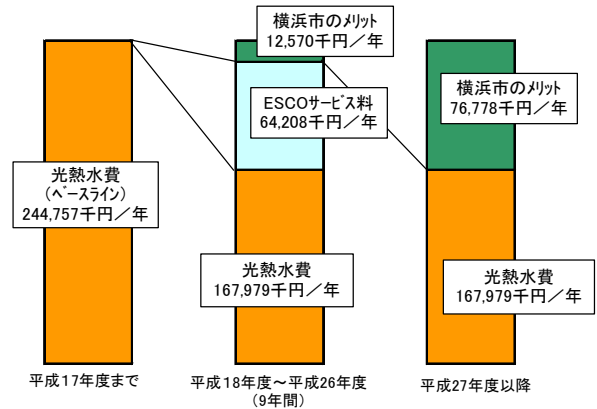 横浜市のメリット
12,570千円／年
ESCOサービス料
64,208千円／年
横浜市のメリット
76,778千円／年
光熱水費
（ベースライン）
244,757千円／年
光熱水費
167,979千円／年
光熱水費
167,979千円／年
平成17年度まで
平成18年度～平成26年度
（9年間）
平成27年度以降